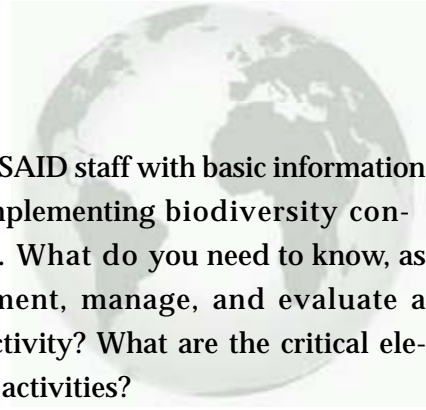 SAID staff with basic information
mplementing biodiversity con-
. What do you need to know, as
ment, manage, and evaluate a
ctivity? What are the critical ele-
activities?